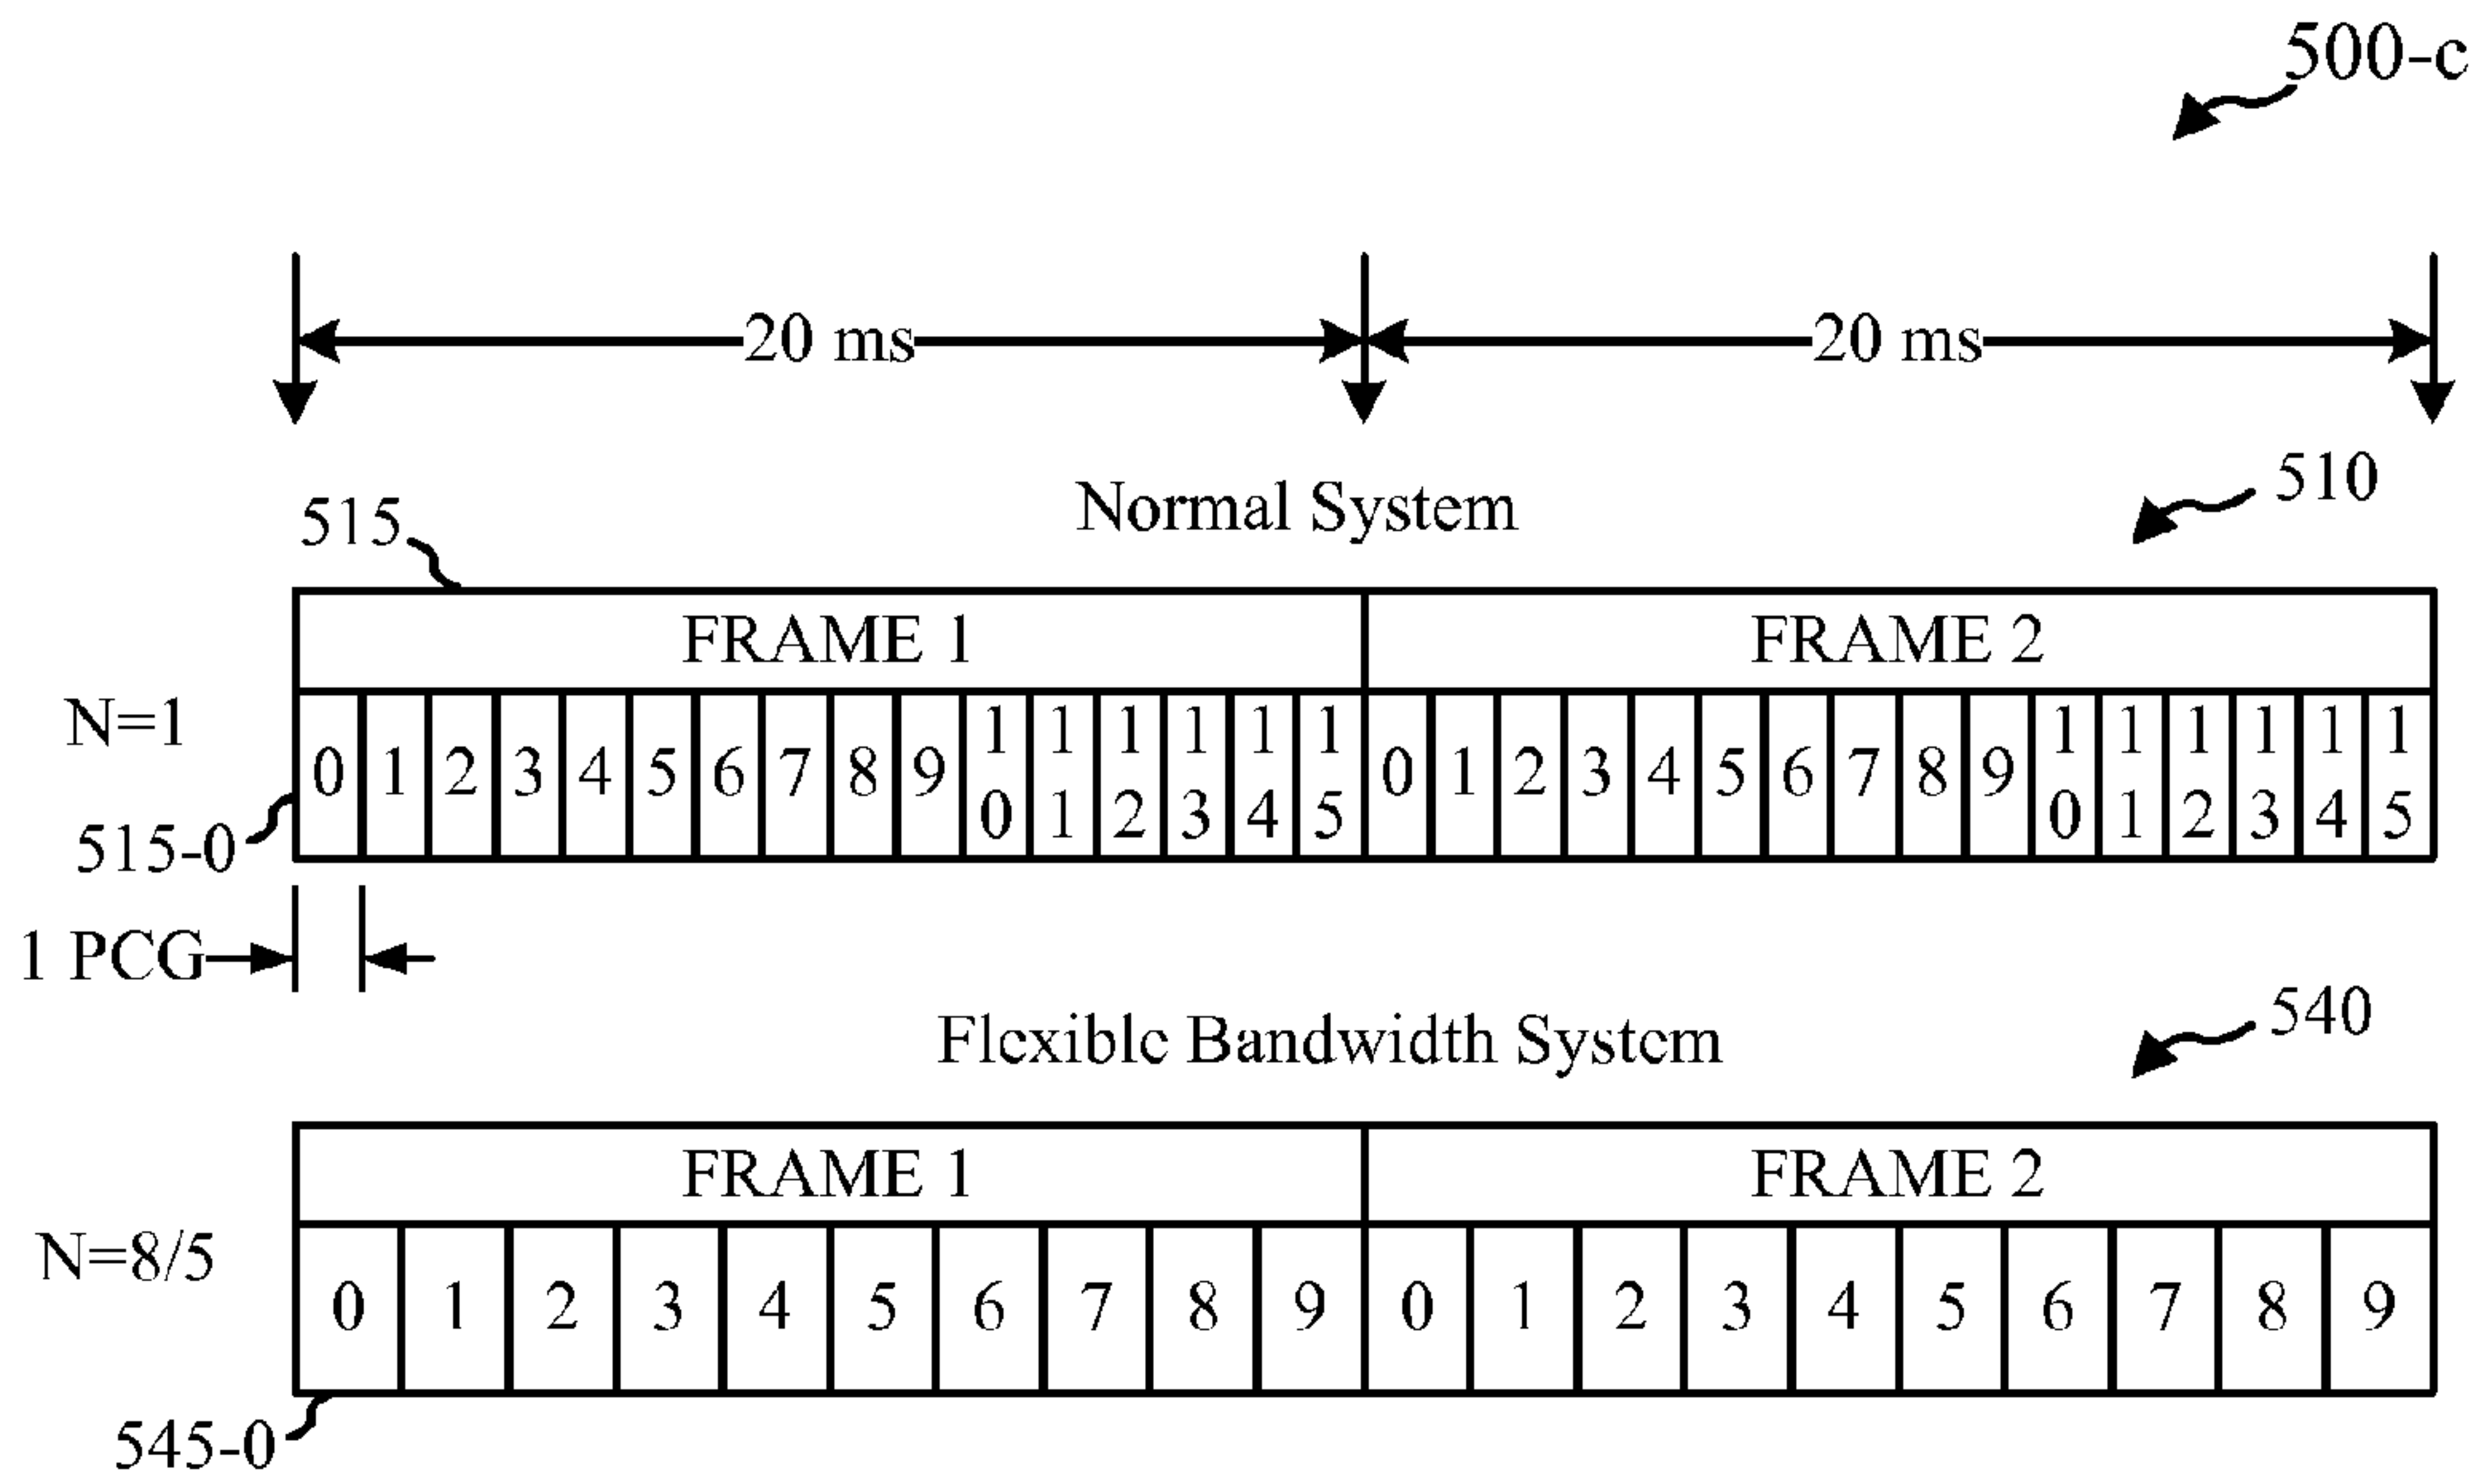 500-c
20 ms 20 ms
Normal System
510
515
FRAME 1 FRAME 2
N=1
0 1 2 3 4 5 6 7 8 9 10 11 12 13 14 15 0 1 2 3 4 5 6 7 8 9 10 11 12 13 14 15
515-0
1 PCG
Flexible Bandwidth System
540
FRAME 1 FRAME 2
N=8/5
0 1 2 3 4 5 6 7 8 9 0 1 2 3 4 5 6 7 8 9
545-0